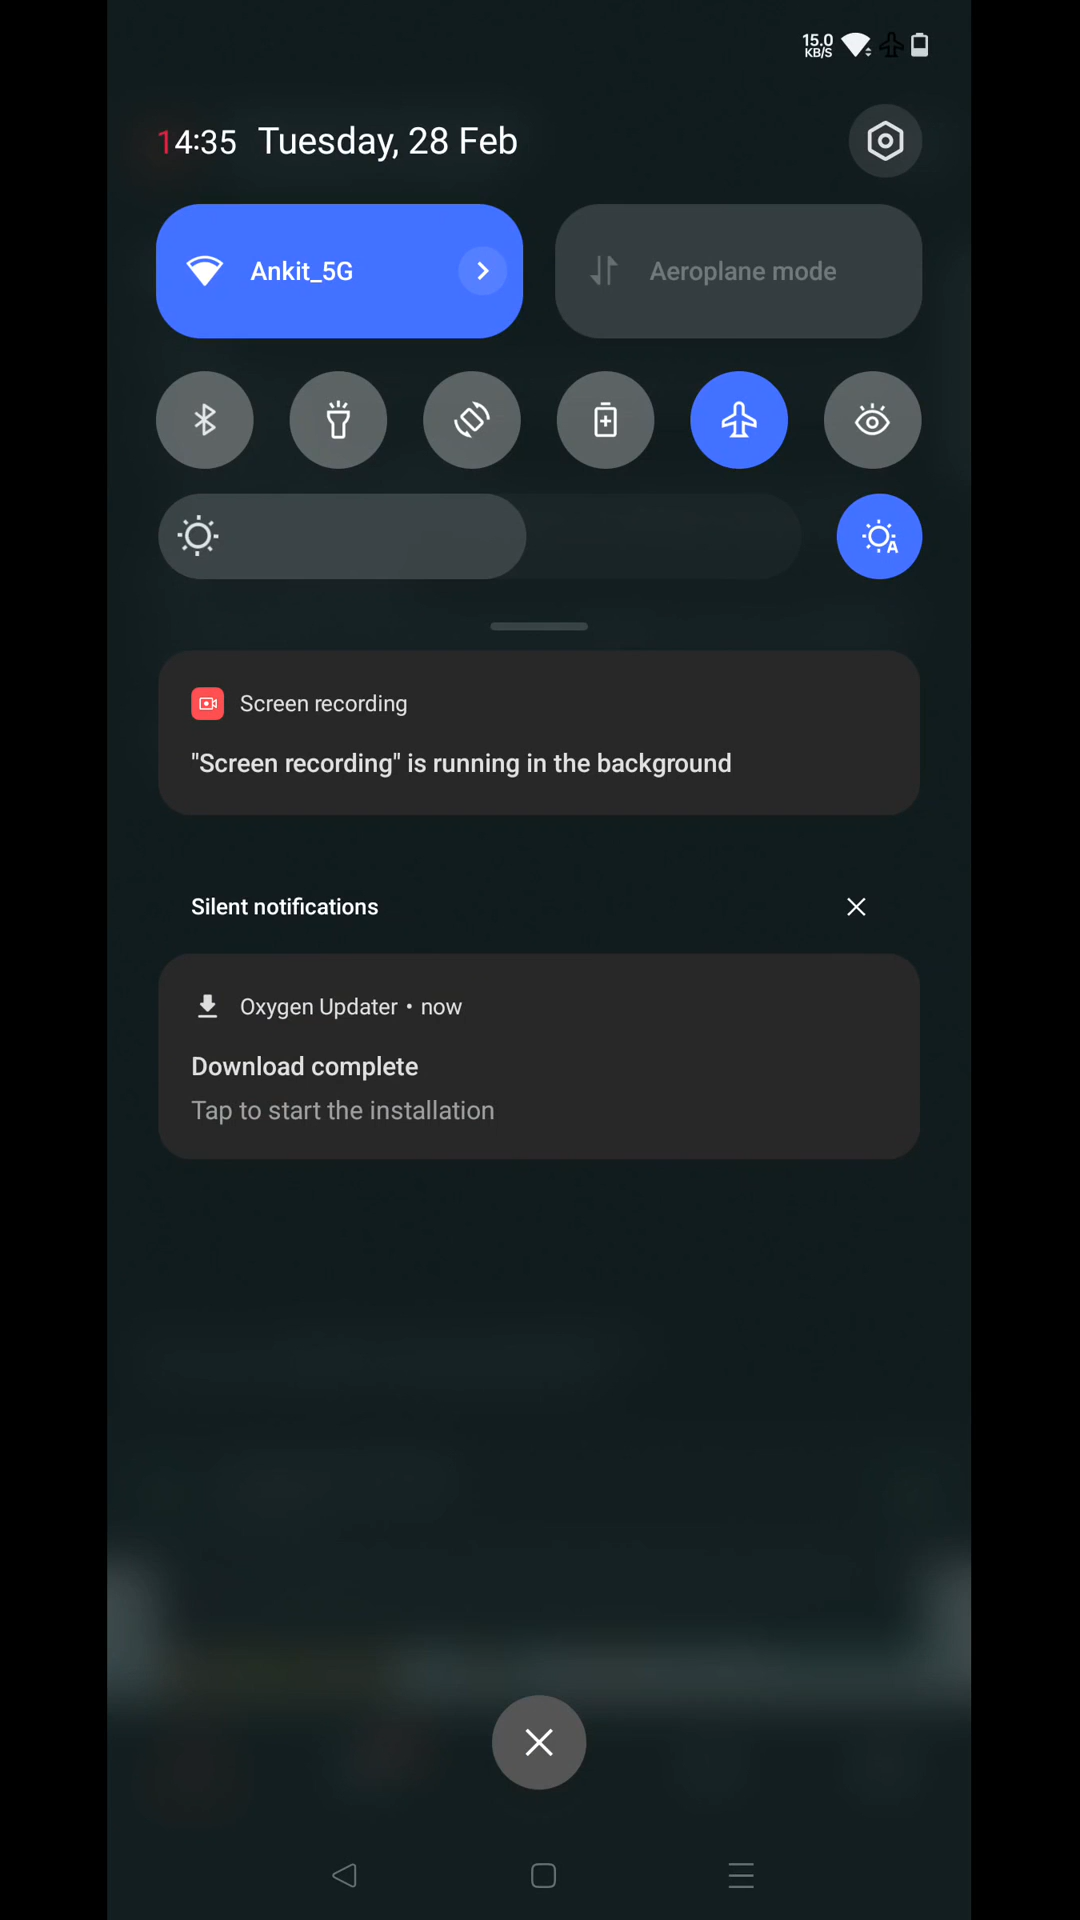 15.0
KB/S
14:35 Tuesday, 28 Feb
Ankit_5G
Aeroplane mode
A
Screen recording
"Screen recording" is running in the background
Silent notifications
Oxygen Updater • now
Download complete
Tap to start the installation